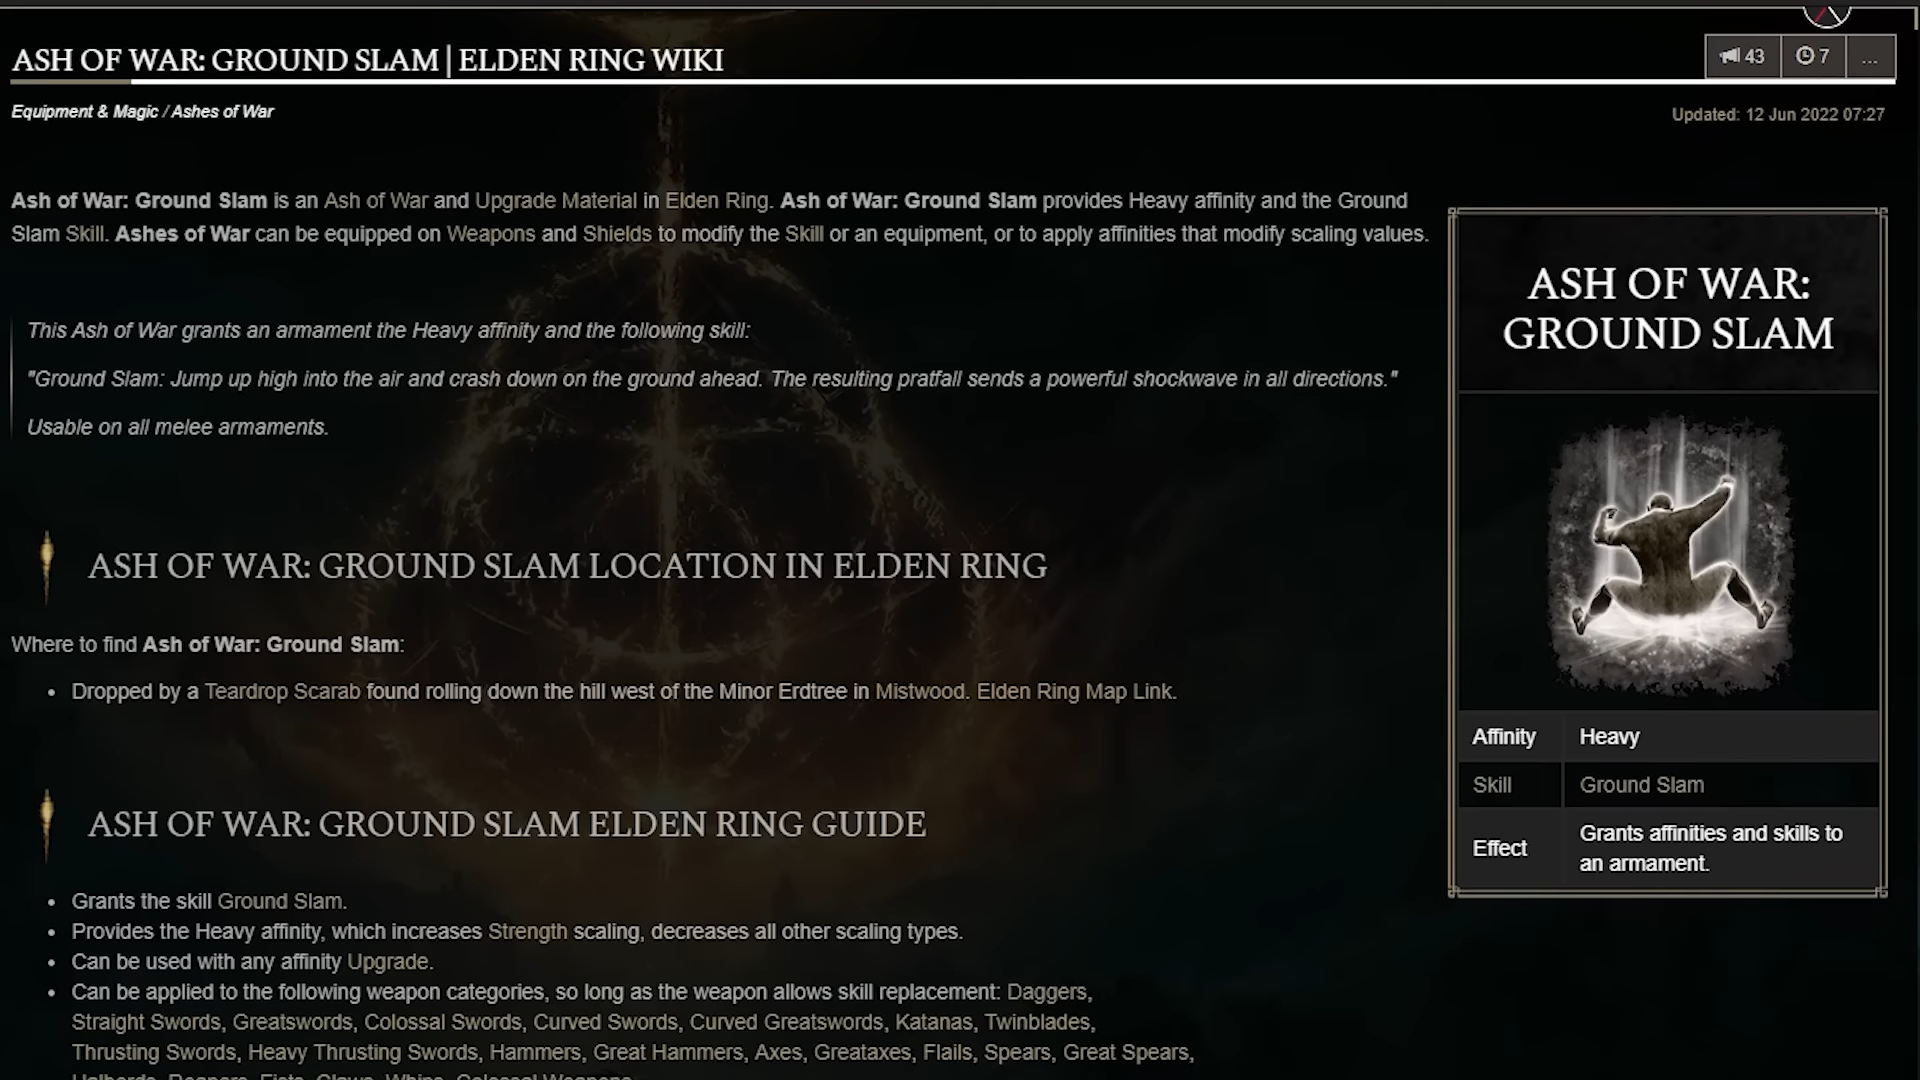 ASH OF WAR: GROUND SLAM | ELDEN RING WIKI
43
7
...
Equipment & Magic / Ashes of War
Updated: 12 Jun 2022 07:27
Ash of War: Ground Slam is an Ash of War and Upgrade Material in Elden Ring. Ash of War: Ground Slam provides Heavy affinity and the Ground
Slam Skill. Ashes of War can be equipped on Weapons and Shields to modify the Skill or an equipment, or to apply affinities that modify scaling values.
This Ash of War grants an armament the Heavy affinity and the following skill:
"Ground Slam: Jump up high into the air and crash down on the ground ahead. The resulting pratfall sends a powerful shockwave in all directions."
Usable on all melee armaments.
ASH OF WAR: GROUND SLAM LOCATION IN ELDEN RING
Where to find Ash of War: Ground Slam:
• Dropped by a Teardrop Scarab found rolling down the hill west of the Minor Erdtree in Mistwood. Elden Ring Map Link.
ASH OF WAR: GROUND SLAM ELDEN RING GUIDE
• Grants the skill Ground Slam.
• Provides the Heavy affinity, which increases Strength scaling, decreases all other scaling types.
• Can be used with any affinity Upgrade.
• Can be applied to the following weapon categories, so long as the weapon allows skill replacement: Daggers,
Straight Swords, Greatswords, Colossal Swords, Curved Swords, Curved Greatswords, Katanas, Twinblades,
Thrusting Swords, Heavy Thrusting Swords, Hammers, Great Hammers, Axes, Greataxes, Flails, Spears, Great Spears,
Halberds, Reapers, Fists, Claws, Whips, Colossal Weapons
ASH OF WAR:
GROUND SLAM
Affinity Heavy
Skill Ground Slam
Effect Grants affinities and skills to
an armament.